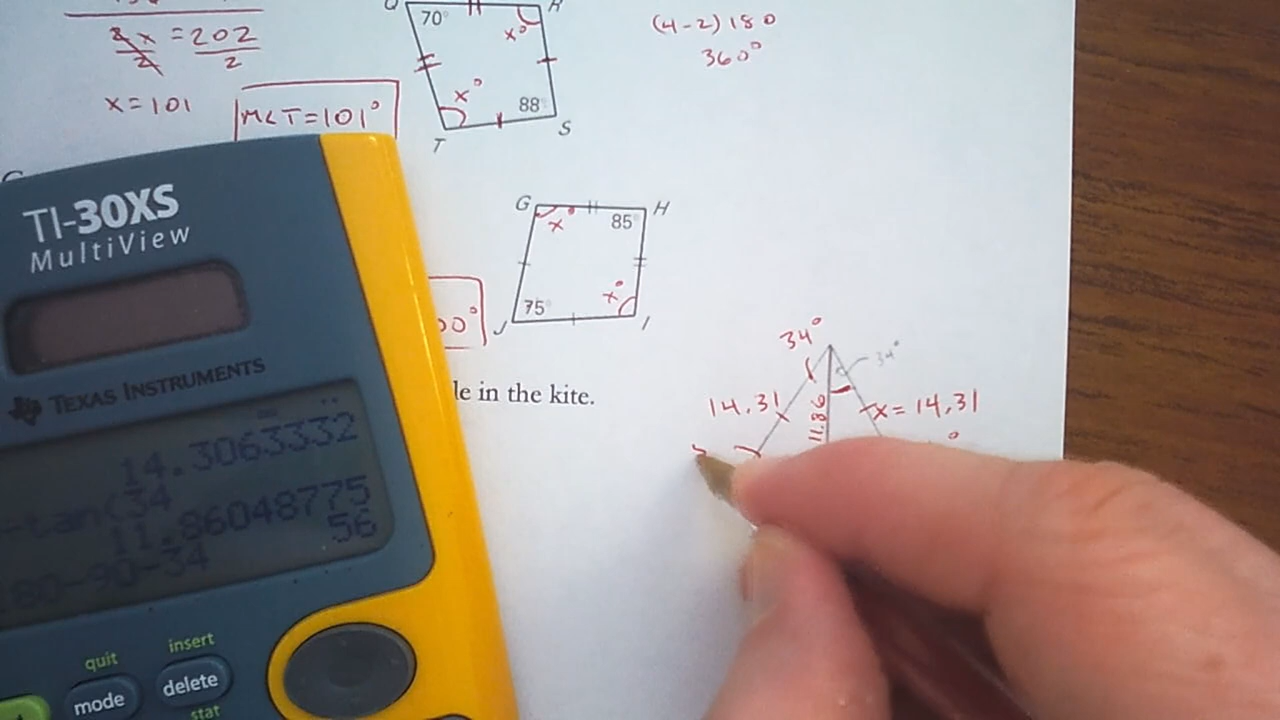 2x = 202
2 2
x = 101
m<T = 101°
70°
x°
R
x°
88°
T
S
(4-2)180
360°
G
H
x°
85°
75°
x°
J
I
00°
le in the kite.
34°
34°
14.31
11.86
x = 14.31
TI-30XS
MultiView
TEXAS INSTRUMENTS
14.3063332
÷tan(34
11.86048775
180-90-34
56
quit
mode
insert
delete
stat